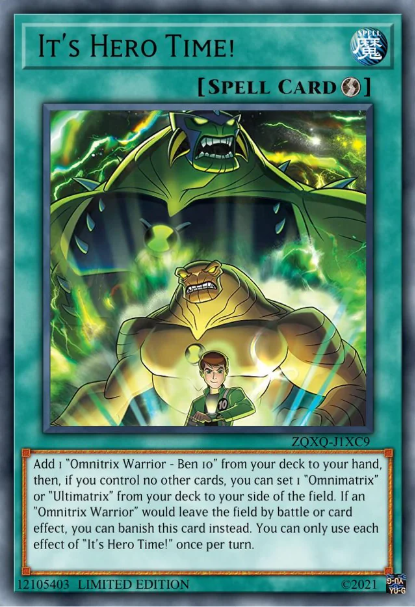 It's Hero Time!
SPELL
魔
[Spell Card]
10
ZQXQ-J1XC9
Add 1 "Omnitrix Warrior - Ben 10" from your deck to your hand,
then, if you control no other cards, you can set 1 "Omnimatrix"
or "Ultimatrix" from your deck to your side of the field. If an
"Omnitrix Warrior" would leave the field by battle or card
effect, you can banish this card instead. You can only use each
effect of "It's Hero Time!" once per turn.
12105403 LIMITED EDITION ©2021